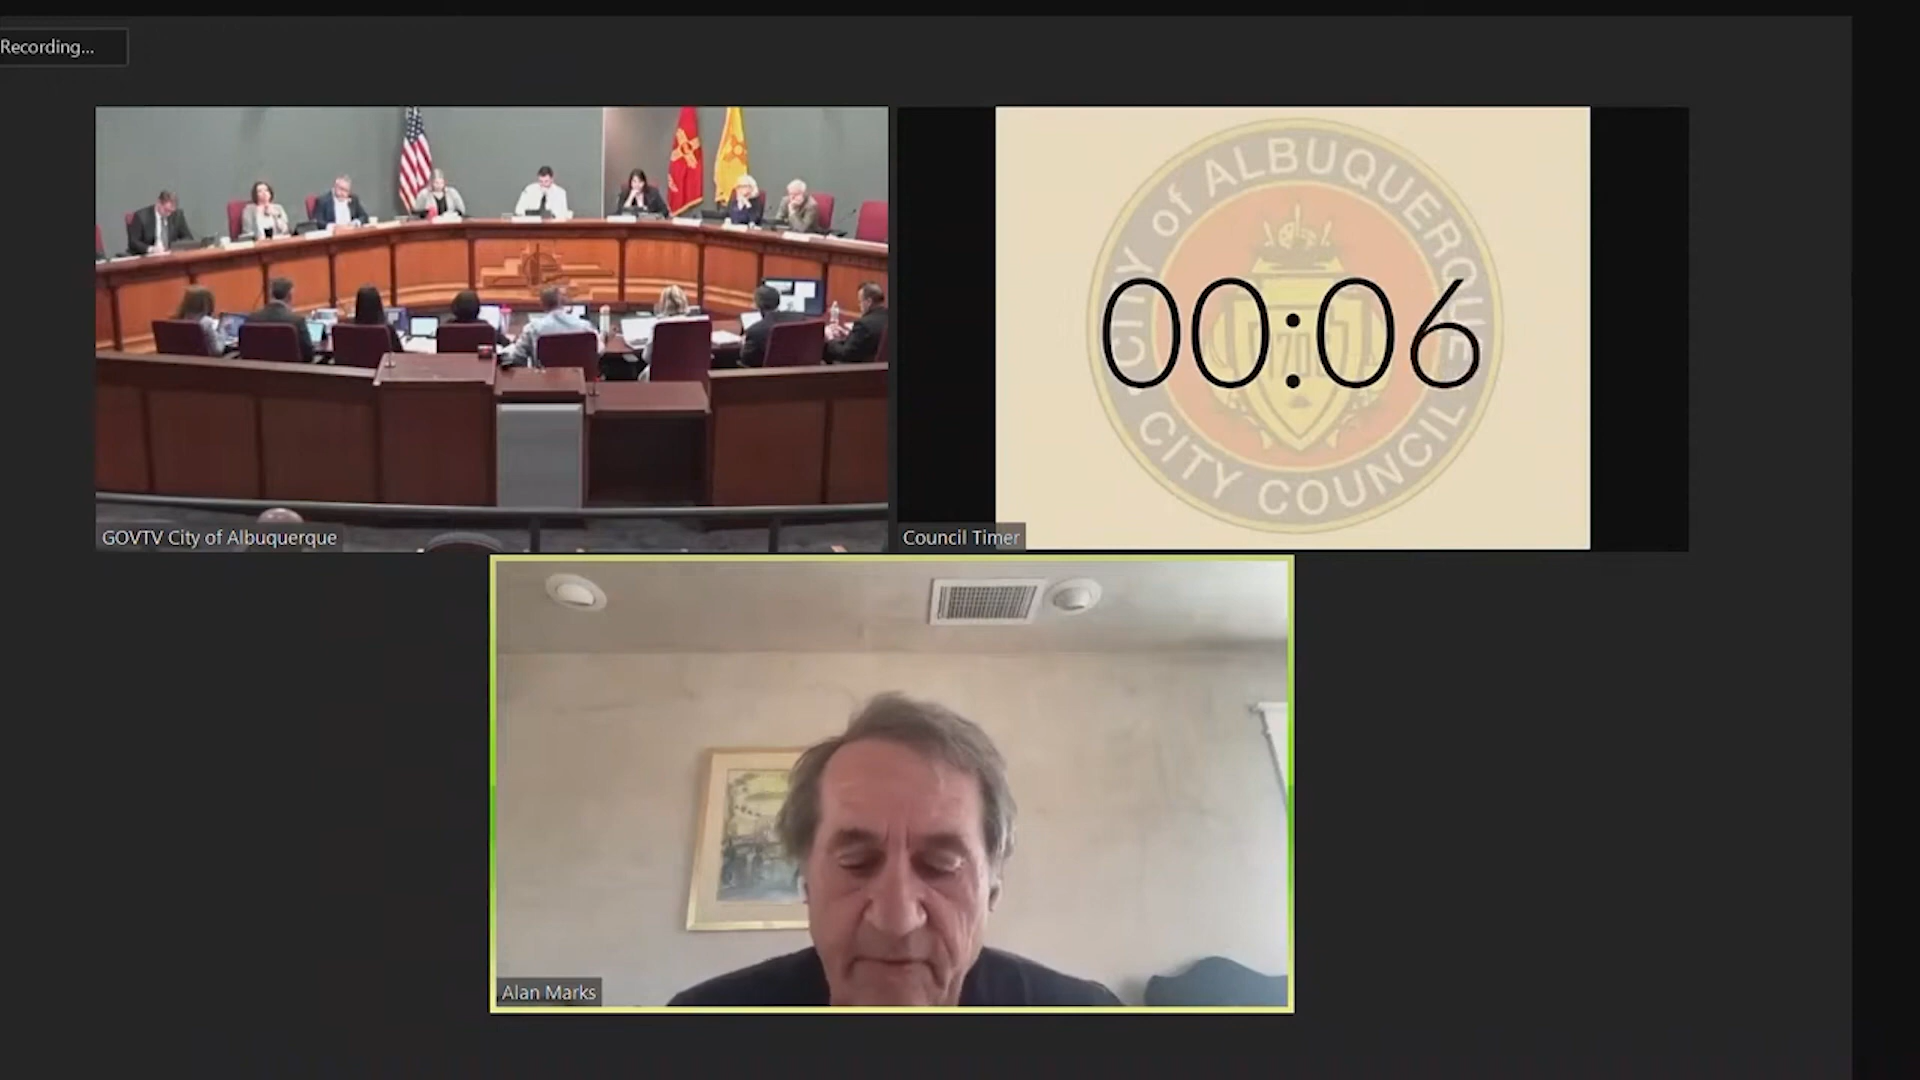 Recording...
GOVTV City of Albuquerque
CITY of ALBUQUERQUE
00:06
CITY COUNCIL
Council Timer
Alan Marks